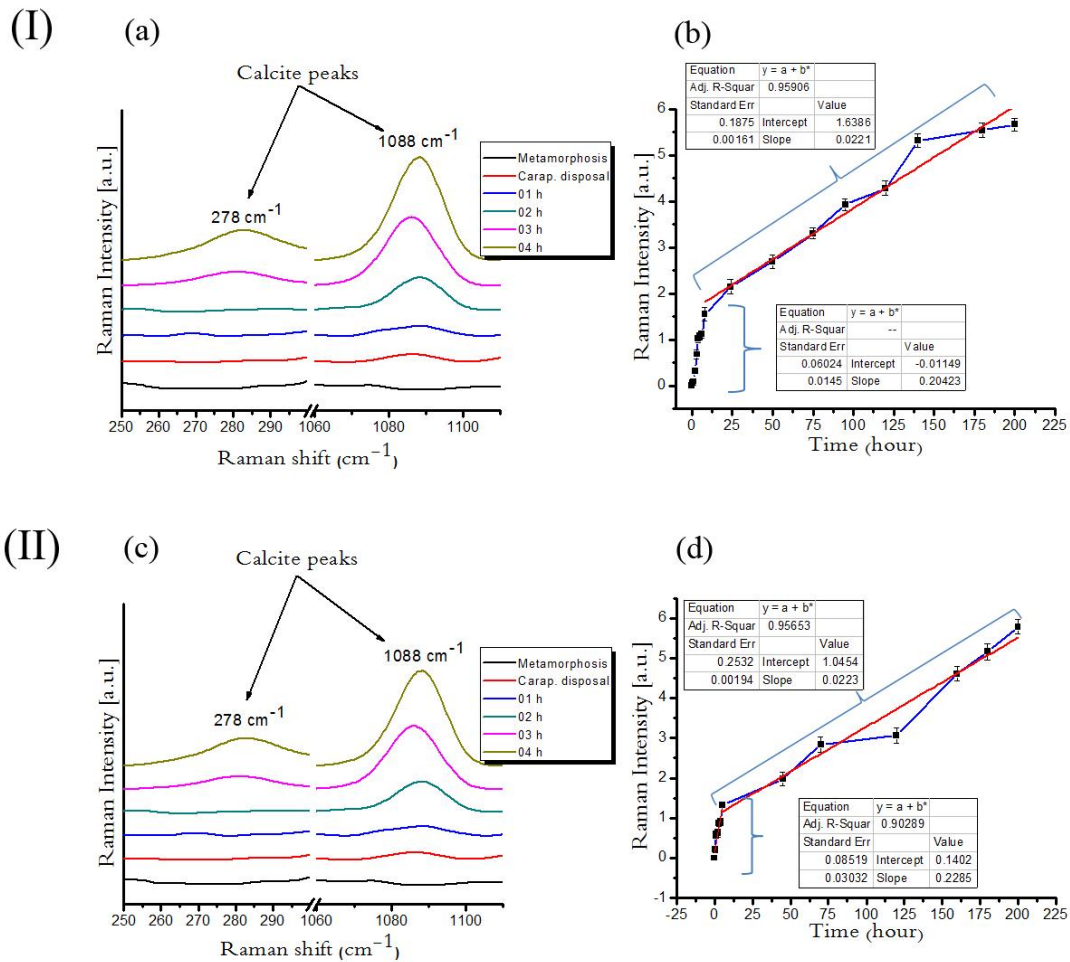 (I)
(a)
Calcite peaks
1088 cm−1
278 cm−1
Metamorphosis
Carap. disposal
01 h
02 h
03 h
04 h
Raman Intensity [a.u.]
250 260 270 280 290 1060 1080 1100
Raman shift (cm−1)
(b)
Equation y = a + b*
Adj. R-Squar 0.95906
Standard Err Value
0.1875 Intercept 1.6386
0.00161 Slope 0.0221
Equation y = a + b*
Adj. R-Squar --
Standard Err Value
0.06024 Intercept -0.01149
0.0145 Slope 0.20423
Raman Intensity [a.u.]
6
5
4
3
2
1
0
0 25 50 75 100 125 150 175 200 225
Time (hour)
(II)
(c)
Calcite peaks
1088 cm−1
278 cm−1
Metamorphosis
Carap. disposal
01 h
02 h
03 h
04 h
Raman Intensity [a.u.]
250 260 270 280 290 1060 1080 1100
Raman shift (cm−1)
(d)
Equation y = a + b*
Adj. R-Squar 0.95653
Standard Err Value
0.2532 Intercept 1.0454
0.00194 Slope 0.0223
Equation y = a + b*
Adj. R-Squar 0.90289
Standard Err Value
0.08519 Intercept 0.1402
0.03032 Slope 0.2285
Raman Intensity [a.u.]
6
5
4
3
2
1
0
-1
-25 0 25 50 75 100 125 150 175 200 225
Time (hour)